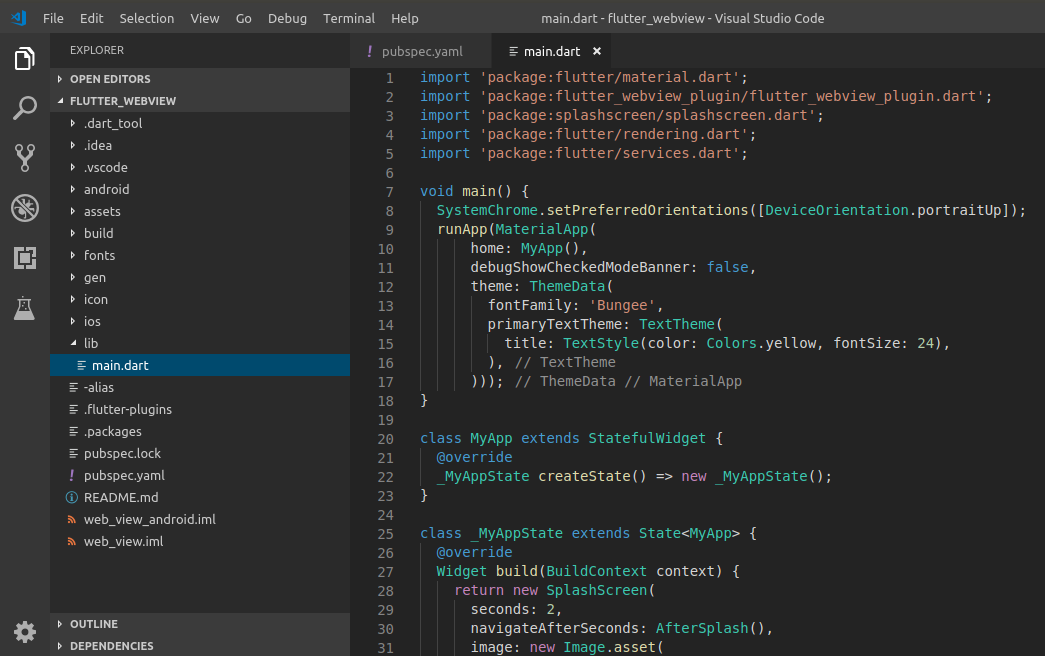 File Edit Selection View Go Debug Terminal Help main.dart - flutter_webview - Visual Studio Code
EXPLORER
OPEN EDITORS
FLUTTER_WEBVIEW
.dart_tool
.idea
.vscode
android
assets
build
fonts
gen
icon
ios
lib
main.dart
-alias
.flutter-plugins
.packages
pubspec.lock
! pubspec.yaml
README.md
web_view_android.iml
web_view.iml
OUTLINE
DEPENDENCIES
! pubspec.yaml main.dart ×
1 import 'package:flutter/material.dart';
2 import 'package:flutter_webview_plugin/flutter_webview_plugin.dart';
3 import 'package:splashscreen/splashscreen.dart';
4 import 'package:flutter/rendering.dart';
5 import 'package:flutter/services.dart';
6
7 void main() {
8   SystemChrome.setPreferredOrientations([DeviceOrientation.portraitUp]);
9   runApp(MaterialApp(
10       home: MyApp(),
11       debugShowCheckedModeBanner: false,
12       theme: ThemeData(
13         fontFamily: 'Bungee',
14         primaryTextTheme: TextTheme(
15           title: TextStyle(color: Colors.yellow, fontSize: 24),
16         ), // TextTheme
17       ))); // ThemeData // MaterialApp
18 }
19
20 class MyApp extends StatefulWidget {
21   @override
22   _MyAppState createState() => new _MyAppState();
23 }
24
25 class _MyAppState extends State<MyApp> {
26   @override
27   Widget build(BuildContext context) {
28     return new SplashScreen(
29       seconds: 2,
30       navigateAfterSeconds: AfterSplash(),
31       image: new Image.asset(